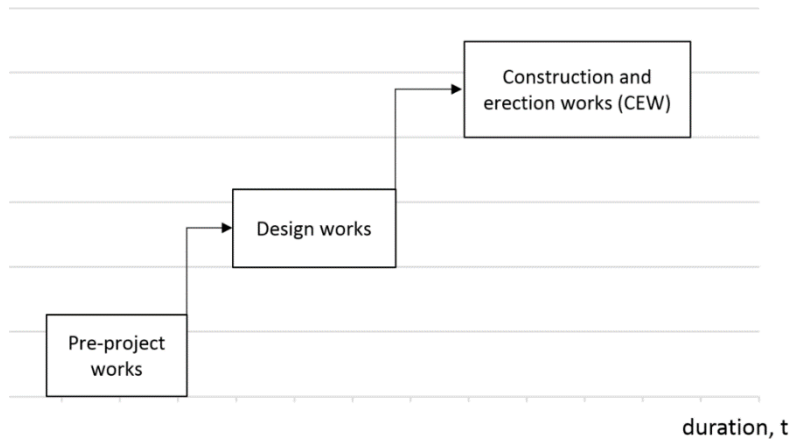 Construction and
erection works (CEW)
Design works
Pre-project
works
duration, t